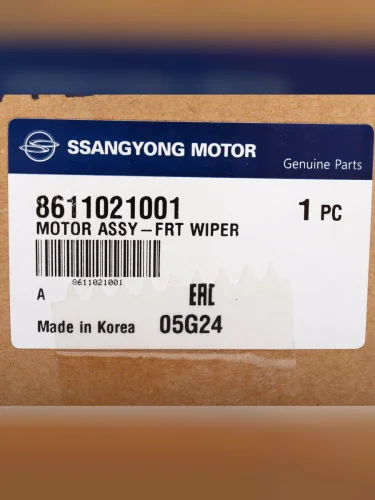 SSANGYONG MOTOR
Genuine Parts
8611021001 1 PC
MOTOR ASSY-FRT WIPER
8611021001
A EAC
Made in Korea 05G24